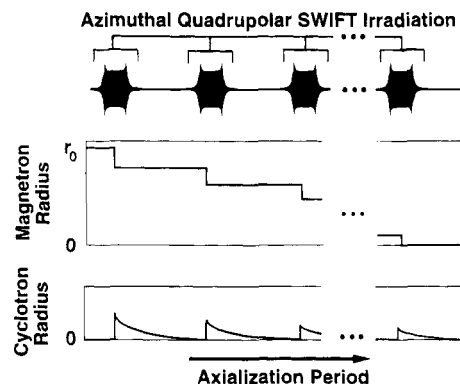 Azimuthal Quadrupolar SWIFT Irradiation
Magnetron
Radius
r0
0
Cyclotron
Radius
0
Axialization Period